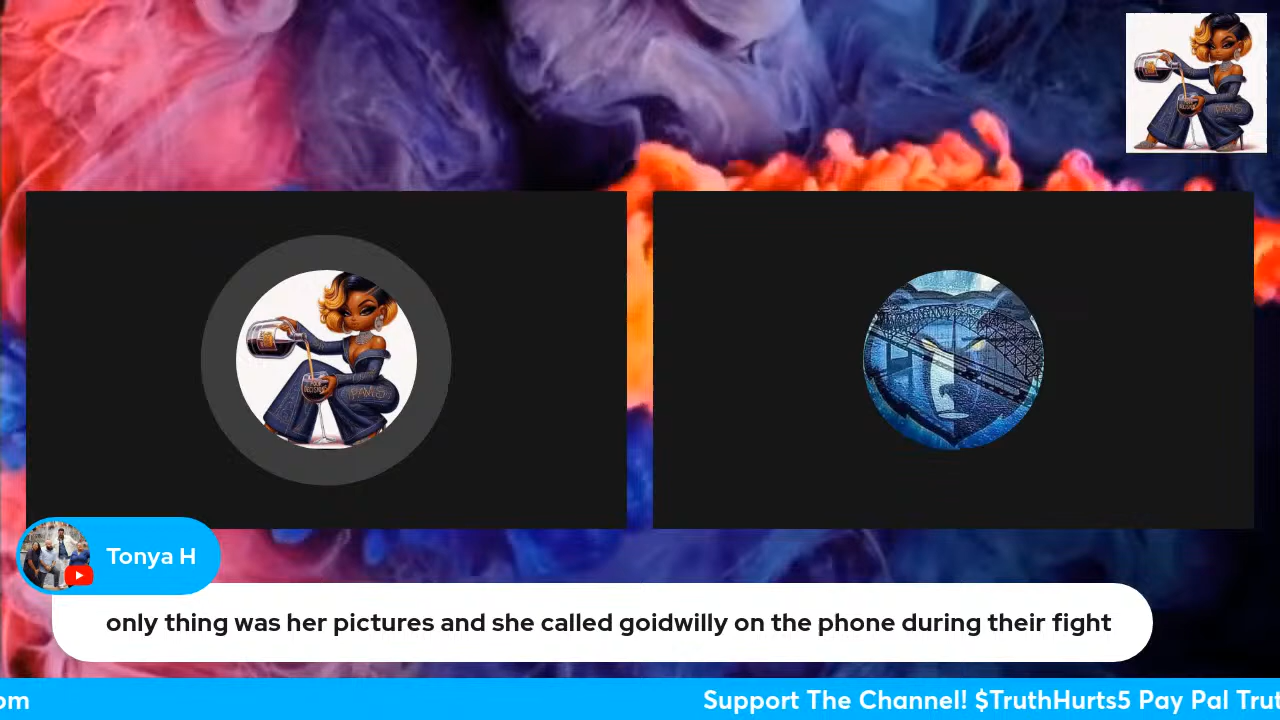 Tonya H
only thing was her pictures and she called goidwilly on the phone during their fight
om Support The Channel! $TruthHurts5 Pay Pal Trut